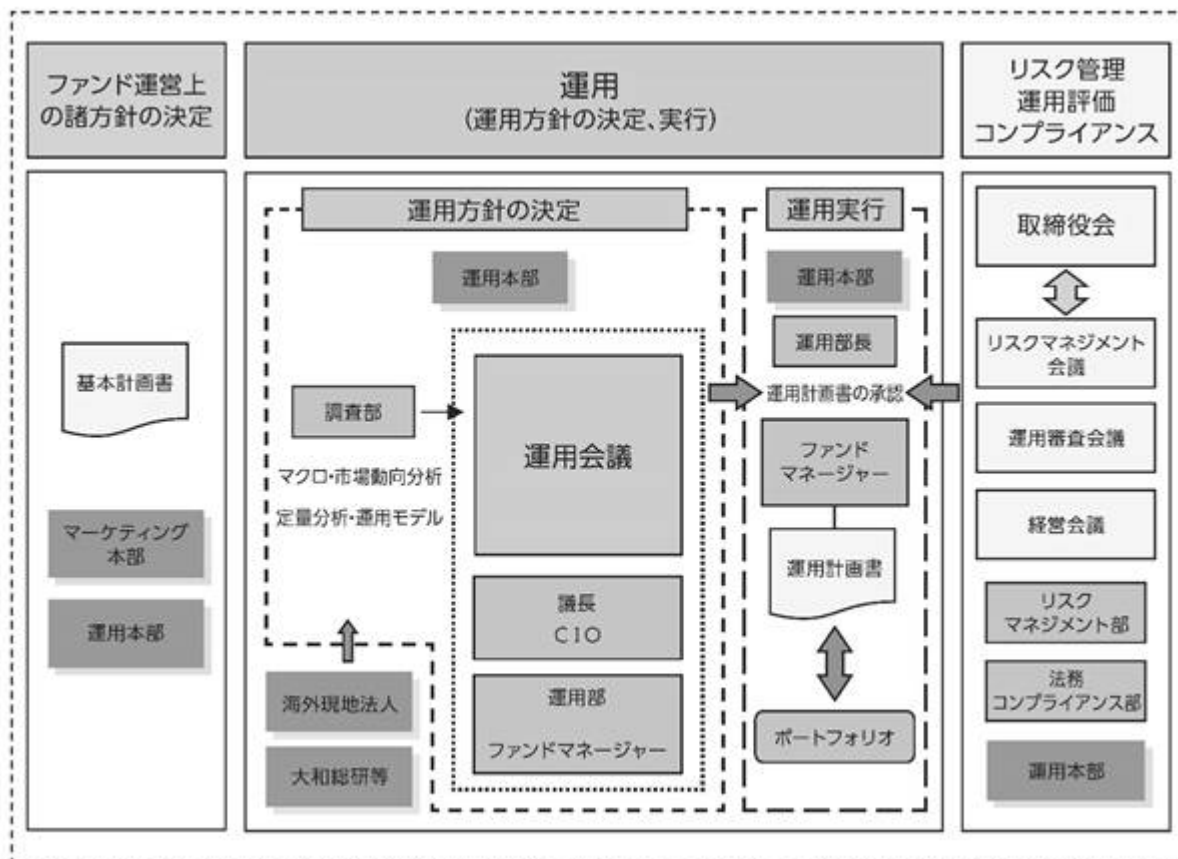 ファンド運営上
の諸方針の決定
運用
(運用方針の決定、実行)
リスク管理
運用評価
コンプライアンス
基本計画書
マーケティング
本部
運用本部
運用方針の決定
運用本部
調査部
マクロ・市場動向分析
定量分析・運用モデル
運用会議
議長
CIO
運用部
ファンドマネージャー
海外現地法人
大和総研等
運用実行
運用本部
運用部長
運用計画書の承認
ファンド
マネージャー
運用計画書
ポートフォリオ
取締役会
リスクマネジメント
会議
運用審査会議
経営会議
リスク
マネジメント部
法務
コンプライアンス部
運用本部